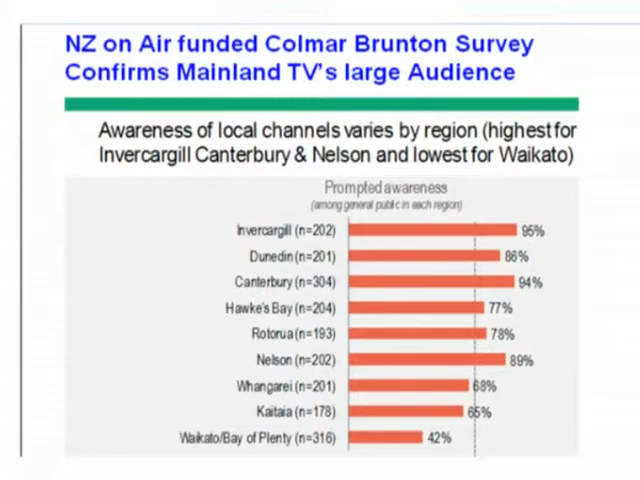 NZ on Air funded Colmar Brunton Survey
Confirms Mainland TV's large Audience
Awareness of local channels varies by region (highest for
Invercargill Canterbury & Nelson and lowest for Waikato)
Prompted awareness
(among general public in each region)
Invercargill (n=202) 95%
Dunedin (n=201) 86%
Canterbury (n=304) 94%
Hawke's Bay (n=204) 77%
Rotorua (n=193) 78%
Nelson (n=202) 89%
Whangarei (n=201) 68%
Kaitaia (n=178) 65%
Waikato/Bay of Plenty (n=316) 42%